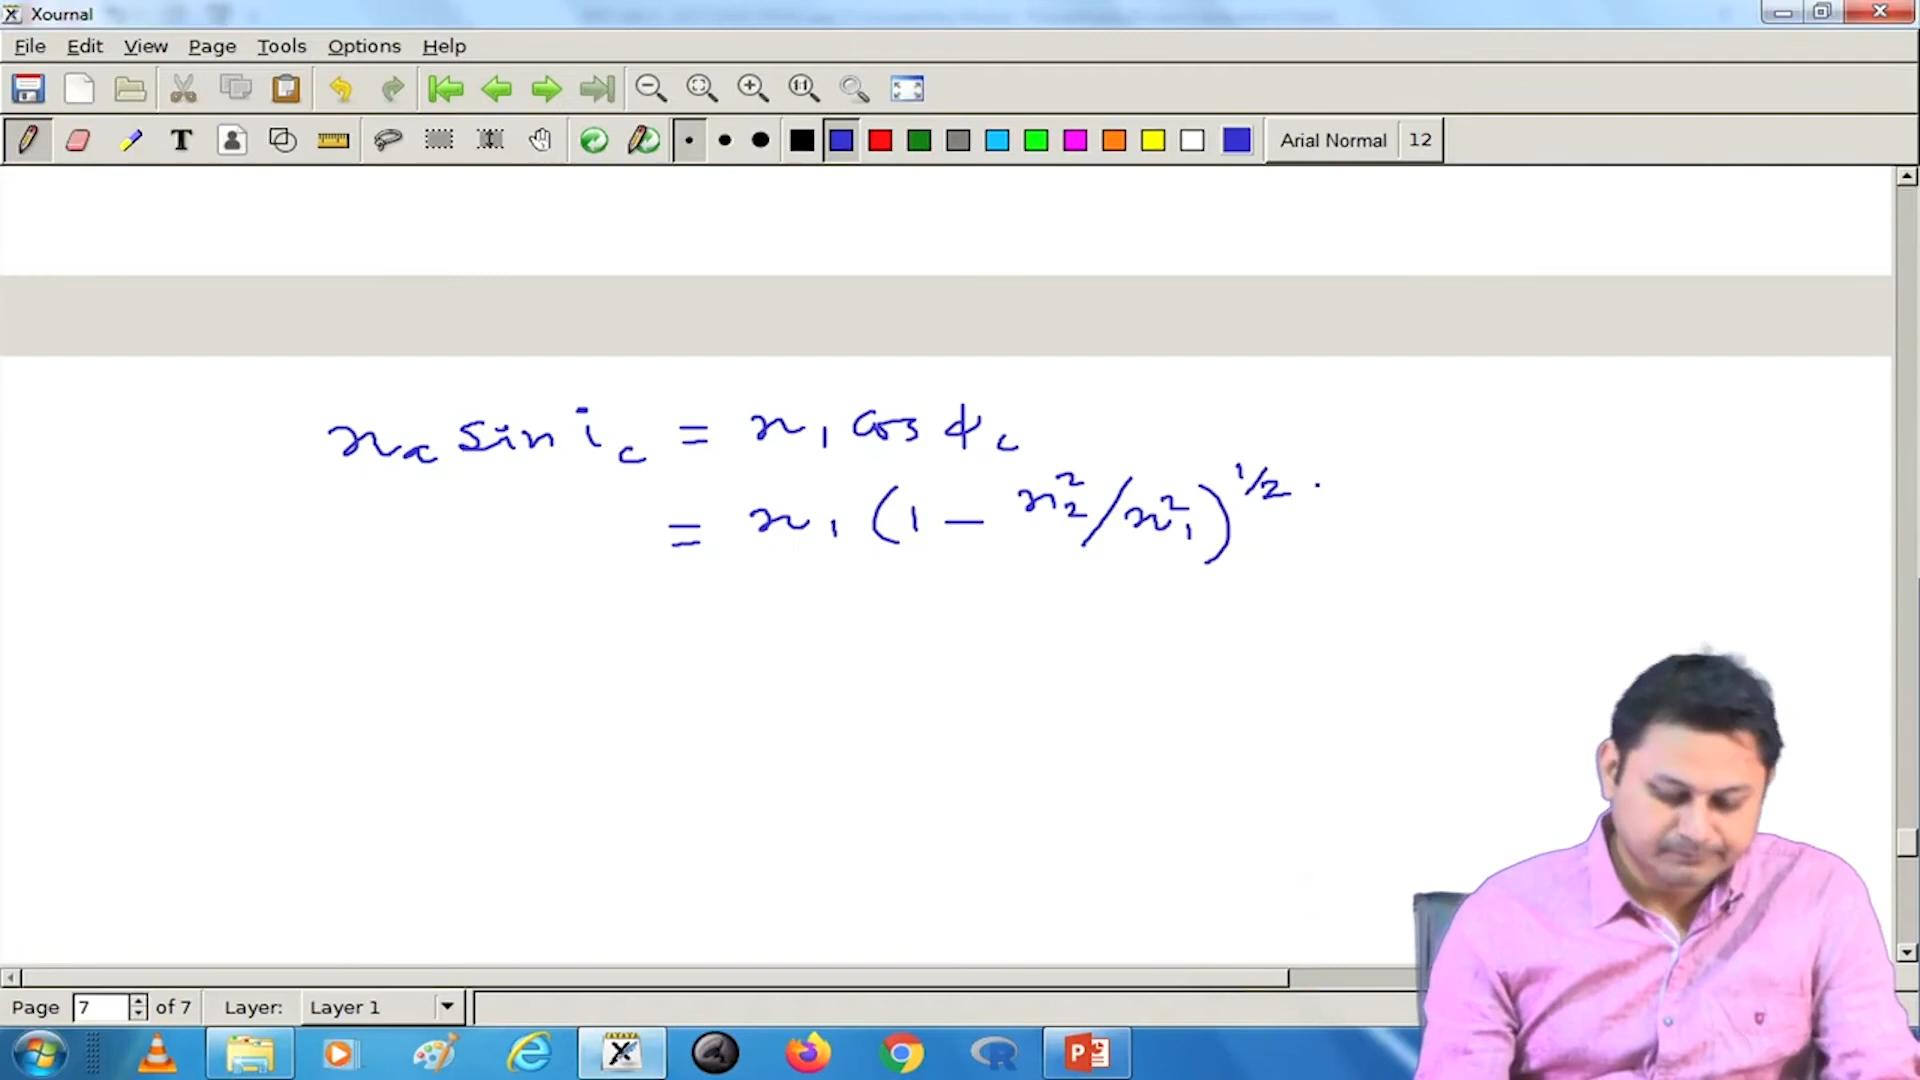 Xournal
File Edit View Page Tools Options Help
T Arial Normal 12
n_a sin i_c = n_1 cos ϕ_c
= n_1 (1 - n_2^2/n_1^2)^{1/2}.
Page 7 of 7 Layer: Layer 1